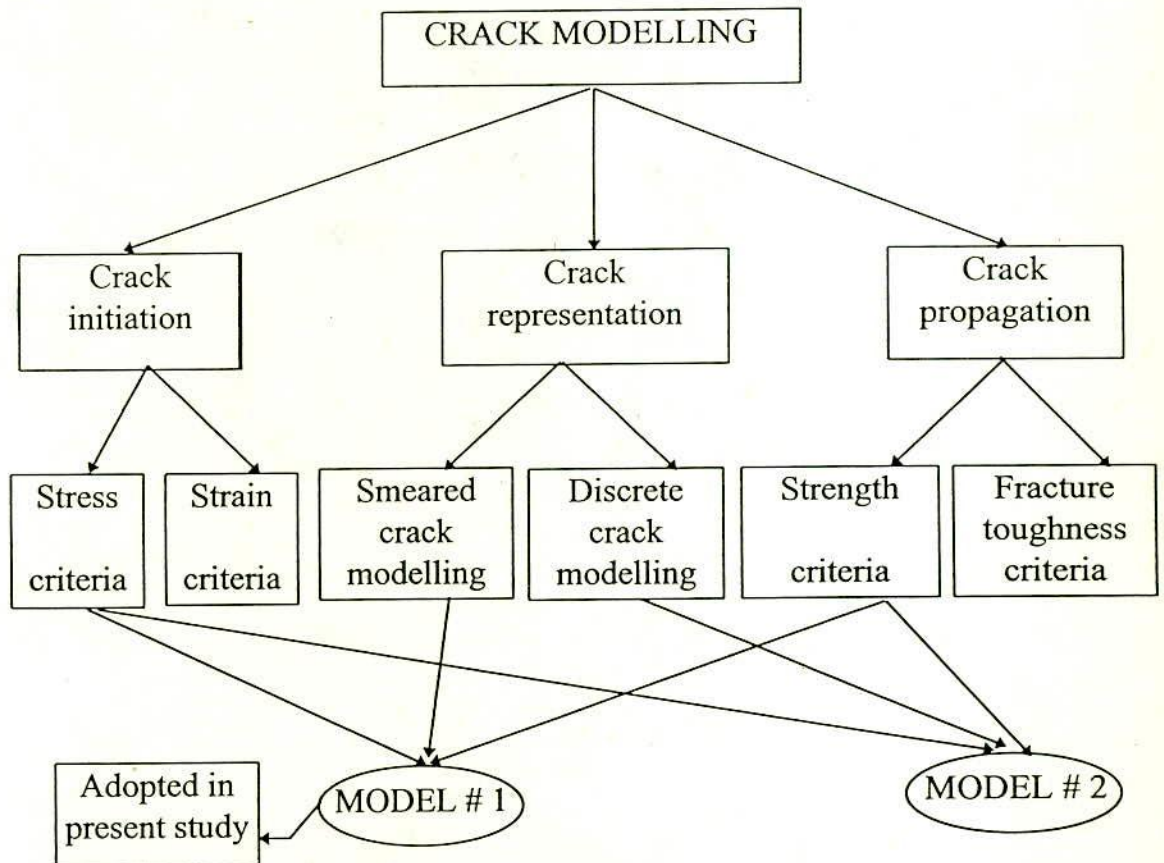 CRACK MODELLING
Crack
initiation
Crack
representation
Crack
propagation
Stress
criteria
Strain
criteria
Smeared
crack
modelling
Discrete
crack
modelling
Strength
criteria
Fracture
toughness
criteria
Adopted in
present study
MODEL # 1
MODEL # 2